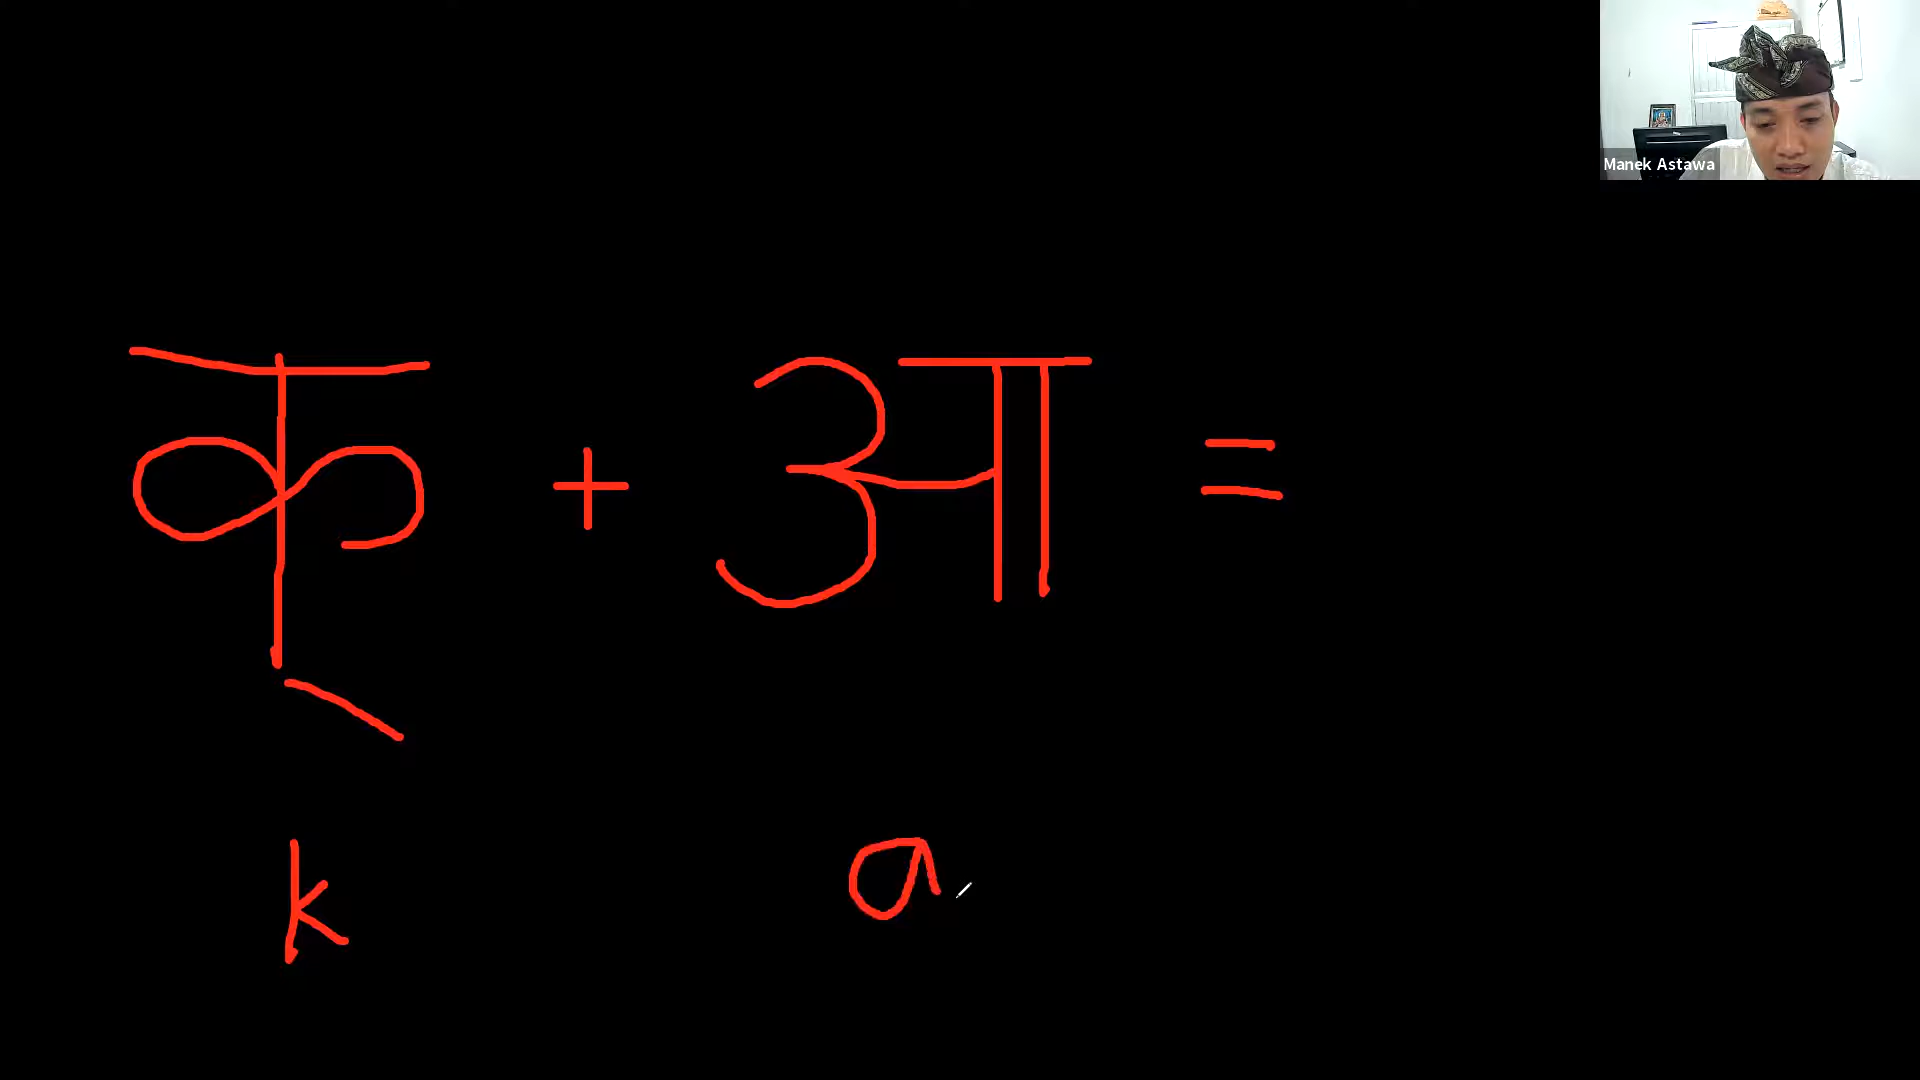 Manek Astawa
क् + आ =
k a